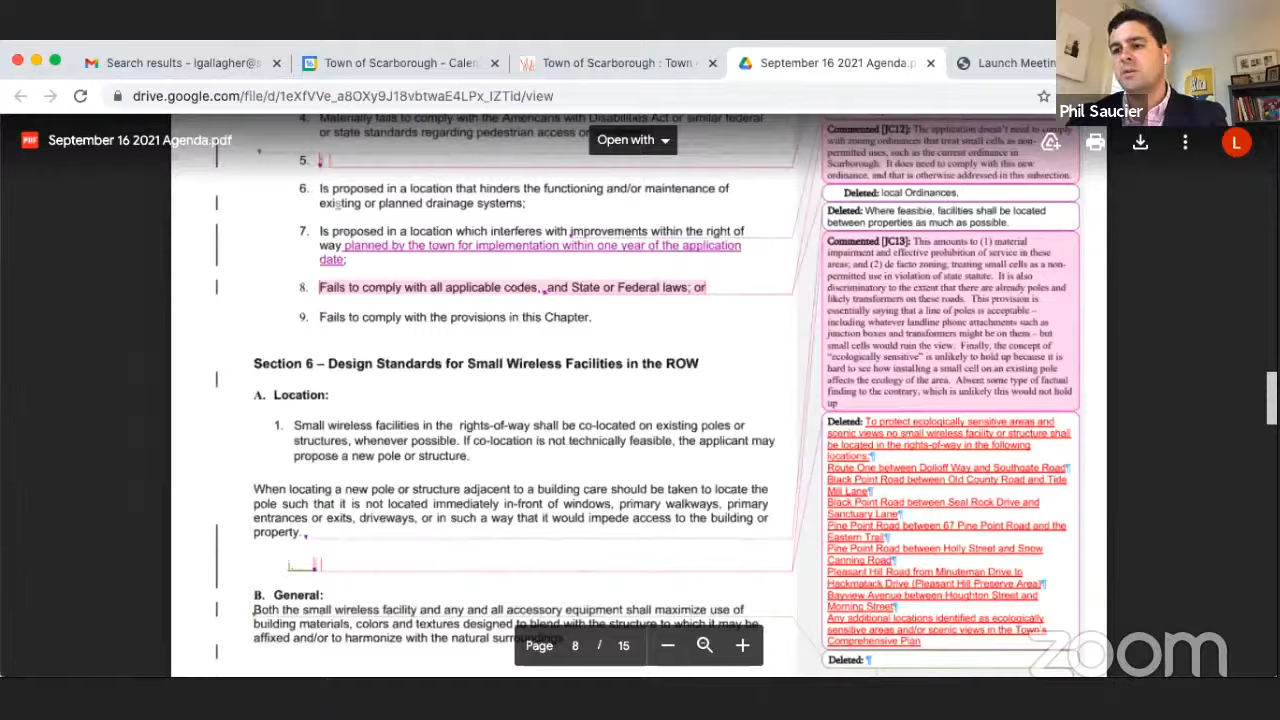 Search results - lgallagher@s
Town of Scarborough - Calen
Town of Scarborough : Town
September 16 2021 Agenda.p
Launch Meetin
drive.google.com/file/d/1eXfVVe_a8OXy9J18vbtwaE4LPx_IZTid/view
Phil Saucier
PDF
September 16 2021 Agenda.pdf
Open with
L
4. Materially fails to comply with the Americans with Disabilities Act or similar federal
or state standards regarding pedestrian access or
5.
6. Is proposed in a location that hinders the functioning and/or maintenance of
existing or planned drainage systems;
7. Is proposed in a location which interferes with improvements within the right of
way planned by the town for implementation within one year of the application
date;
8. Fails to comply with all applicable codes, and State or Federal laws; or
9. Fails to comply with the provisions in this Chapter.
Section 6 – Design Standards for Small Wireless Facilities in the ROW
A. Location:
1. Small wireless facilities in the rights-of-way shall be co-located on existing poles or
structures, whenever possible. If co-location is not technically feasible, the applicant may
propose a new pole or structure.
When locating a new pole or structure adjacent to a building care should be taken to locate the
pole such that it is not located immediately in-front of windows, primary walkways, primary
entrances or exits, driveways, or in such a way that it would impede access to the building or
property.
B. General:
Both the small wireless facility and any and all accessory equipment shall maximize use of
building materials, colors and textures designed to blend with the structure to which it may be
affixed and/or to harmonize with the natural surroundings
Page 8 / 15
Commented [JC12]: The application doesn't need to comply
with zoning ordinances that treat small cells as non-
permitted uses, such as the current ordinance in
Scarborough. It does need to comply with this new
ordinance, and that is otherwise addressed in this subsection.
Deleted: local Ordinances,
Deleted: Where feasible, facilities shall be located
between properties as much as possible.
Commented [JC13]: This amounts to (1) material
impairment and effective prohibition of service in these
areas; and (2) de facto zoning, treating small cells as a non-
permitted use in violation of state statute. It is also
discriminatory to the extent that there are already poles and
likely transformers on these roads. This provision is
essentially saying that a line of poles is acceptable –
including whatever landline phone attachments such as
junction boxes and transformers might be on them – but
small cells would ruin the view. Finally, the concept of
"ecologically sensitive" is unlikely to hold up because it is
hard to see how installing a small cell on an existing pole
affects the ecology of the area. Absent some type of factual
finding to the contrary, which is unlikely this would not hold
up
Deleted: To protect ecologically sensitive areas and
scenic views no small wireless facility or structure shall
be located in the rights-of-way in the following
locations:¶
Route One between Dolloff Way and Southgate Road¶
Black Point Road between Old County Road and Tide
Mill Lane¶
Black Point Road between Seal Rock Drive and
Sanctuary Lane¶
Pine Point Road between 67 Pine Point Road and the
Eastern Trail¶
Pine Point Road between Holly Street and Snow
Canning Road¶
Pleasant Hill Road from Minuteman Drive to
Hackmatack Drive (Pleasant Hill Preserve Area)¶
Bayview Avenue between Houghton Street and
Morning Street¶
Any additional locations identified as ecologically
sensitive areas and/or scenic views in the Town's
Comprehensive Plan
Deleted: ¶
zoom